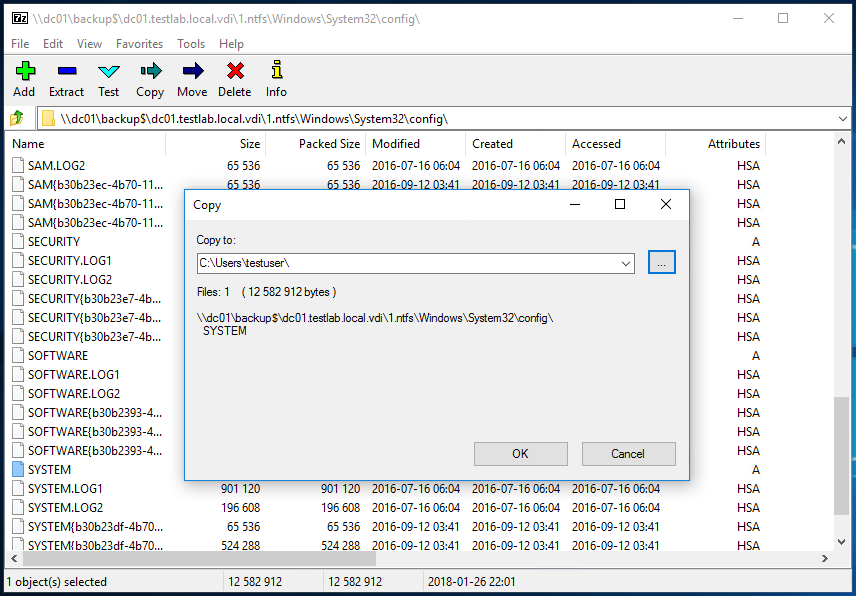 \\dc01\backup$\dc01.testlab.local.vdi\1.ntfs\Windows\System32\config\
File Edit View Favorites Tools Help
Add Extract Test Copy Move Delete Info
\\dc01\backup$\dc01.testlab.local.vdi\1.ntfs\Windows\System32\config\
Name Size Packed Size Modified Created Accessed Attributes
SAM.LOG2 65 536 65 536 2016-07-16 06:04 2016-07-16 06:04 2016-07-16 06:04 HSA
SAM{b30b23ec-4b70-11... 65 536 65 536 2016-09-12 03:41 2016-09-12 03:41 2016-09-12 03:41 HSA
SAM{b30b23ec-4b70-11... HSA
SAM{b30b23ec-4b70-11... HSA
SECURITY A
SECURITY.LOG1 HSA
SECURITY.LOG2 HSA
SECURITY{b30b23e7-4b... HSA
SECURITY{b30b23e7-4b... HSA
SECURITY{b30b23e7-4b... HSA
SOFTWARE A
SOFTWARE.LOG1 HSA
SOFTWARE.LOG2 HSA
SOFTWARE{b30b2393-4... HSA
SOFTWARE{b30b2393-4... HSA
SOFTWARE{b30b2393-4... HSA
SYSTEM A
SYSTEM.LOG1 901 120 901 120 2016-07-16 06:04 2016-07-16 06:04 2016-07-16 06:04 HSA
SYSTEM.LOG2 196 608 196 608 2016-07-16 06:04 2016-07-16 06:04 2016-07-16 06:04 HSA
SYSTEM{b30b23df-4b70... 65 536 65 536 2016-09-12 03:41 2016-09-12 03:41 2016-09-12 03:41 HSA
SYSTEM{b30b23df-4b70... 524 288 524 288 2016-09-12 03:41 2016-09-12 03:41 2016-09-12 03:41 HSA
Copy
Copy to:
C:\Users\testuser\
...
Files: 1 ( 12 582 912 bytes )
\\dc01\backup$\dc01.testlab.local.vdi\1.ntfs\Windows\System32\config\
SYSTEM
OK Cancel
1 object(s) selected 12 582 912 12 582 912 2018-01-26 22:01